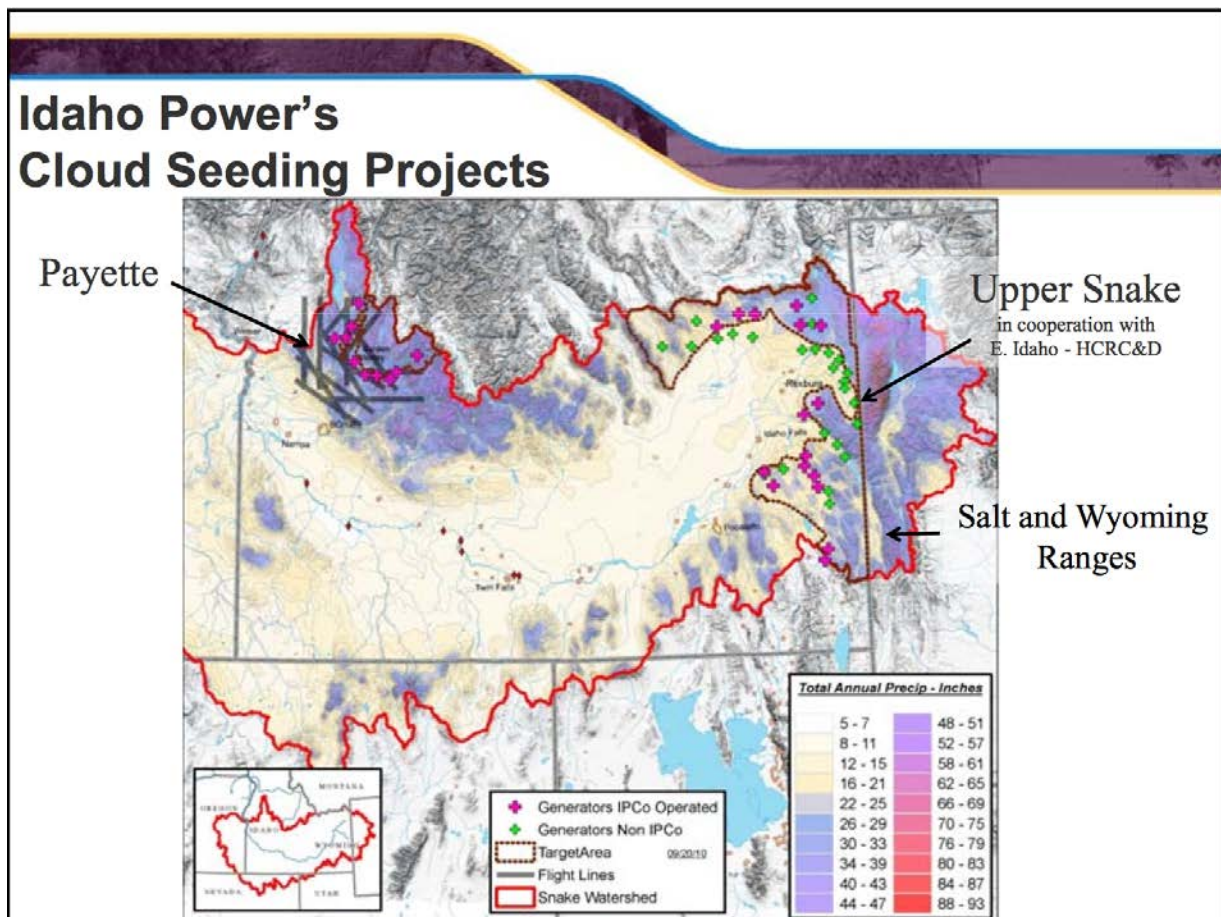 Idaho Power's
Cloud Seeding Projects
Payette
Upper Snake
in cooperation with
E. Idaho - HCRC&D
Rexburg
Idaho Falls
Nampa
Salt and Wyoming
Ranges
Twin Falls
Total Annual Precip - Inches
5 - 7
8 - 11
12 - 15
16 - 21
22 - 25
26 - 29
30 - 33
34 - 39
40 - 43
44 - 47
48 - 51
52 - 57
58 - 61
62 - 65
66 - 69
70 - 75
76 - 79
80 - 83
84 - 87
88 - 93
MONTANA
OREGON
IDAHO
WYOMING
NEVADA
UTAH
Generators IPCo Operated
Generators Non IPCo
TargetArea 09/20/10
Flight Lines
Snake Watershed